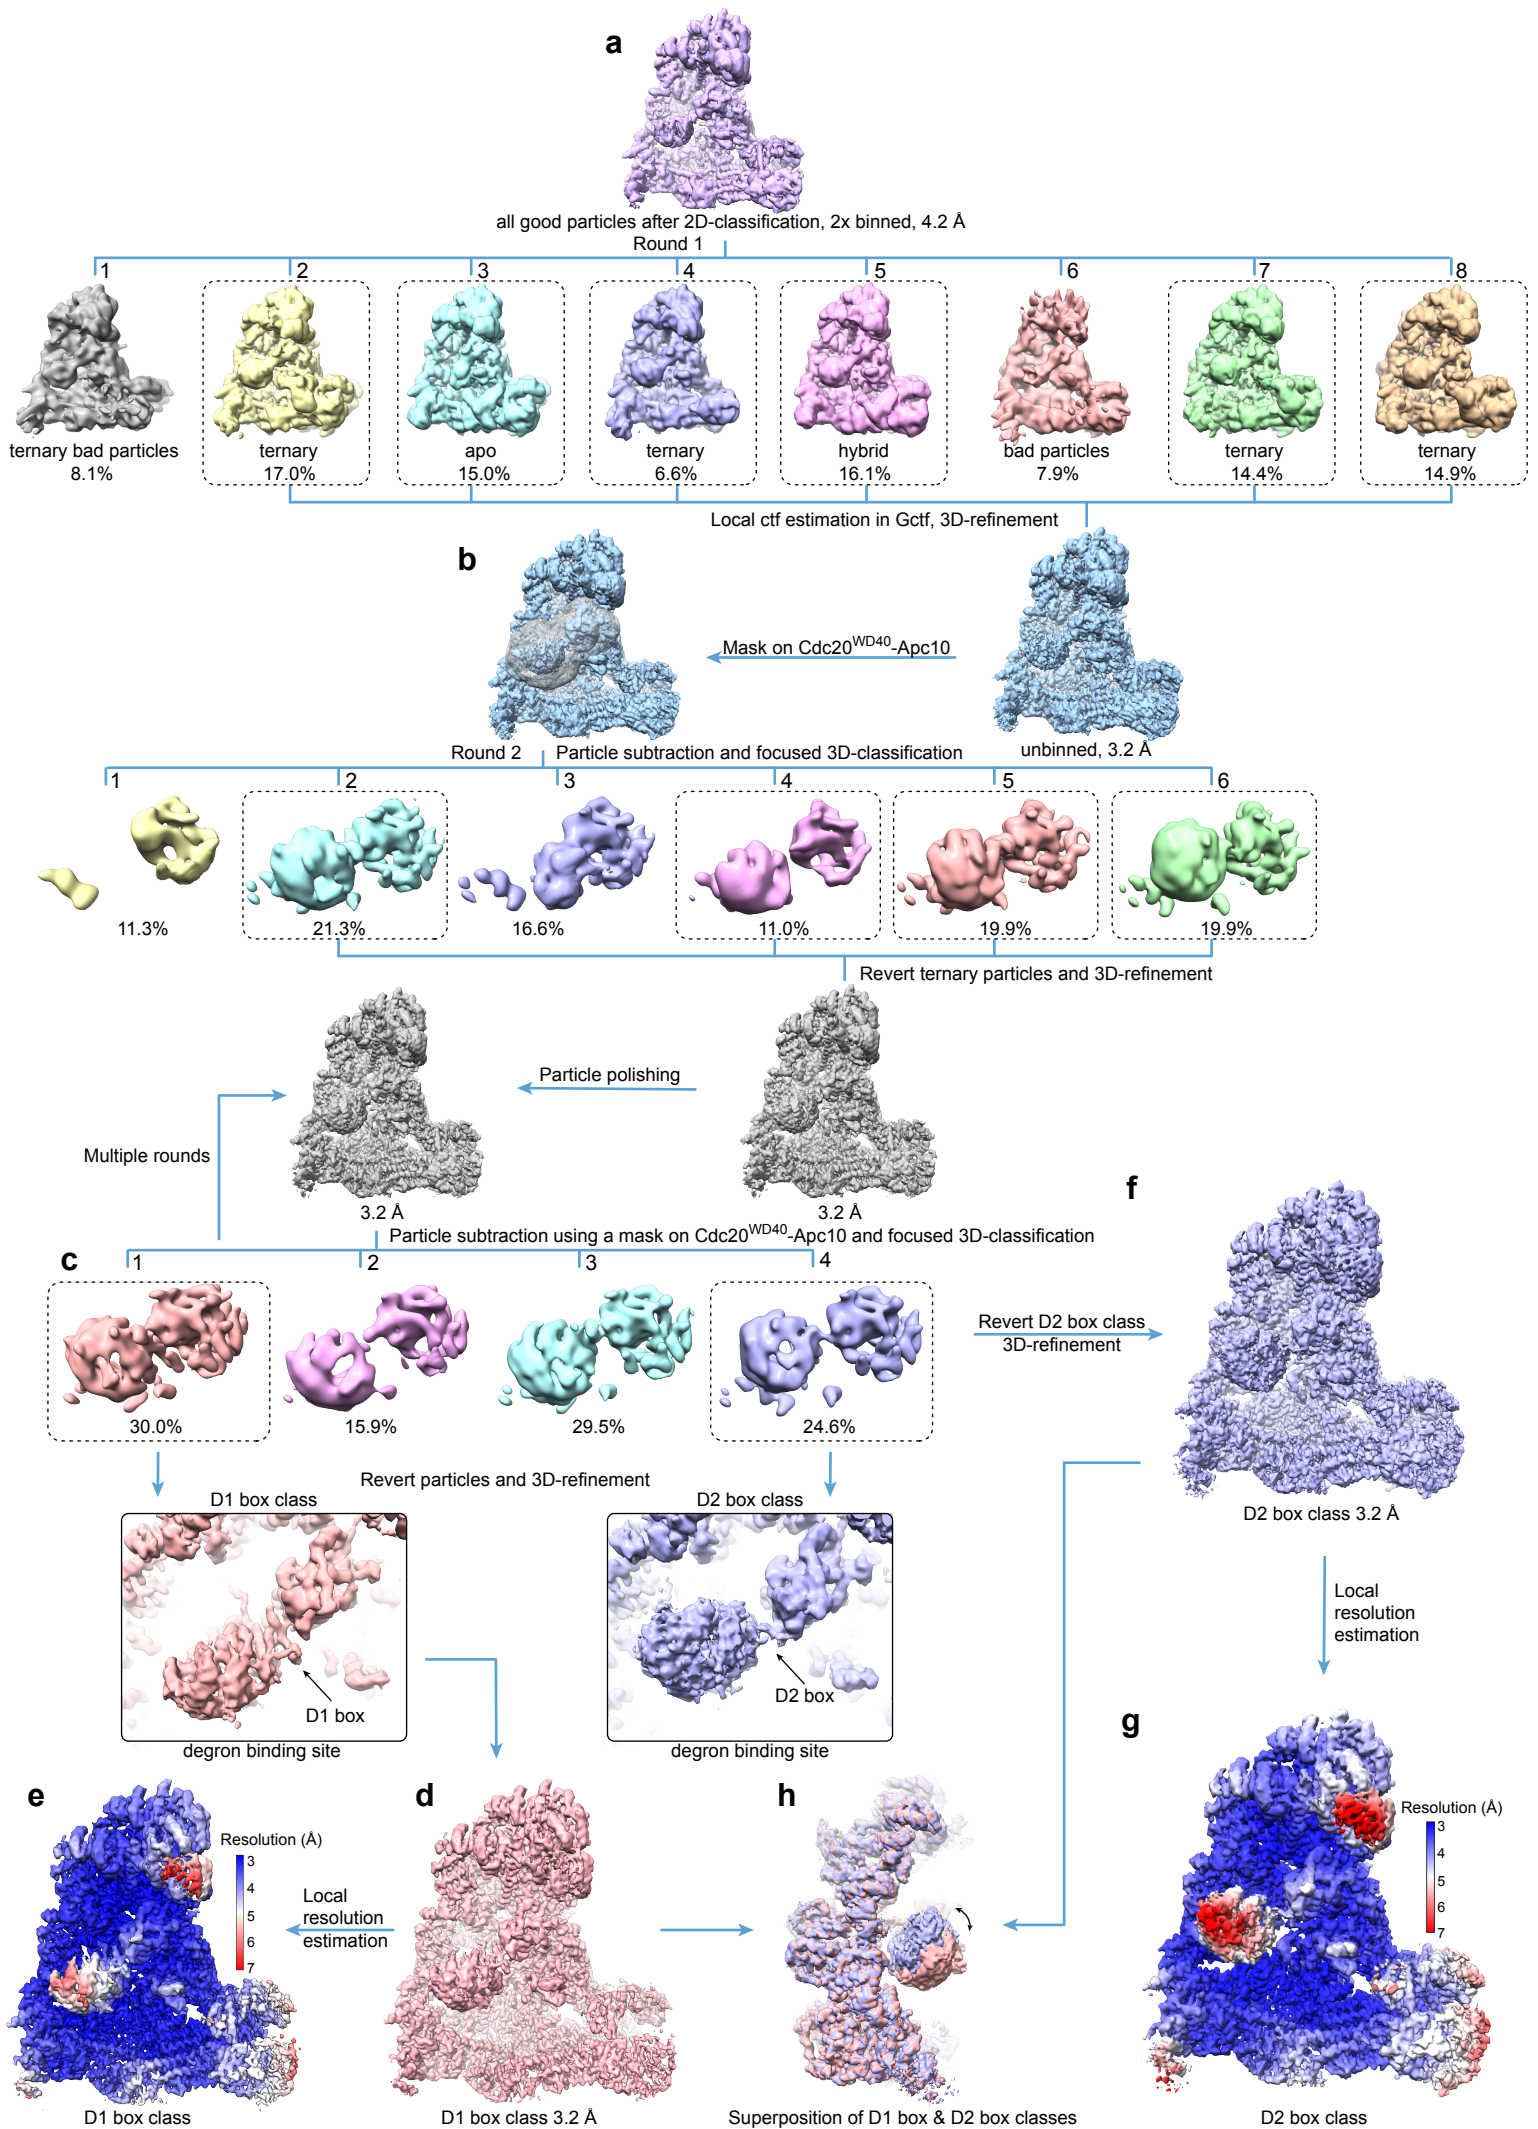 a
all good particles after 2D-classification, 2x binned, 4.2 Å
Round 1
1 2 3 4 5 6 7 8
ternary bad particles ternary apo ternary hybrid bad particles ternary ternary
8.1% 17.0% 15.0% 6.6% 16.1% 7.9% 14.4% 14.9%
Local ctf estimation in Gctf, 3D-refinement
b
Mask on Cdc20WD40-Apc10
unbinned, 3.2 Å
Round 2 Particle subtraction and focused 3D-classification
1 2 3 4 5 6
11.3% 21.3% 16.6% 11.0% 19.9% 19.9%
Revert ternary particles and 3D-refinement
Particle polishing
Multiple rounds
3.2 Å 3.2 Å
Particle subtraction using a mask on Cdc20WD40-Apc10 and focused 3D-classification
c
1 2 3 4
30.0% 15.9% 29.5% 24.6%
Revert D2 box class
3D-refinement
f
D2 box class 3.2 Å
Revert particles and 3D-refinement
D1 box class D2 box class
D1 box
D2 box
degron binding site degron binding site
Local
resolution
estimation
e
Resolution (Å)
3
4
5
6
7
D1 box class
Local
resolution
estimation
d
D1 box class 3.2 Å
h
Superposition of D1 box & D2 box classes
g
Resolution (Å)
3
4
5
6
7
D2 box class